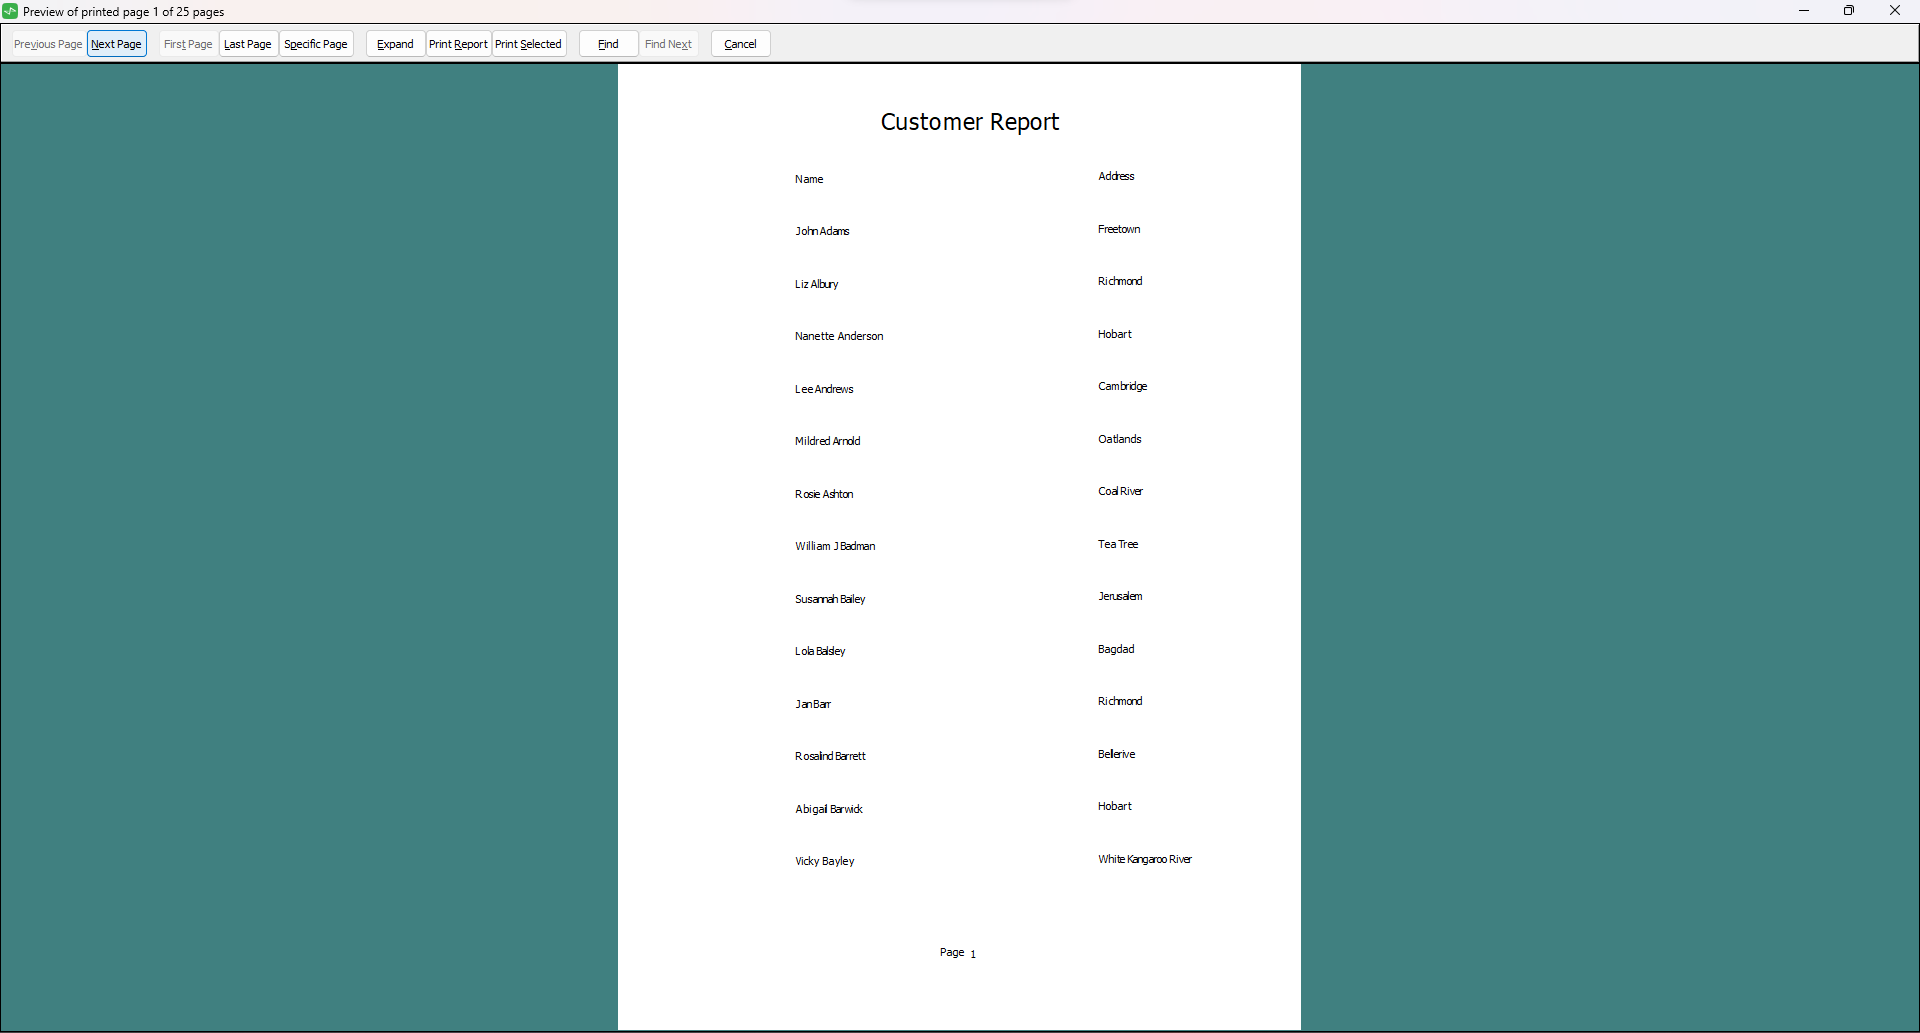 Preview of printed page 1 of 25 pages
Previous Page Next Page First Page Last Page Specific Page Expand Print Report Print Selected Find Find Next Cancel
Customer Report
Name Address
John Adams Freetown
Liz Albury Richmond
Nanette Anderson Hobart
Lee Andrews Cambridge
Mildred Arnold Oatlands
Rosie Ashton Coal River
William J Badman Tea Tree
Susannah Bailey Jerusalem
Lola Balsley Bagdad
Jan Barr Richmond
Rosalind Barrett Bellerive
Abigail Barwick Hobart
Vicky Bayley White Kangaroo River
Page 1